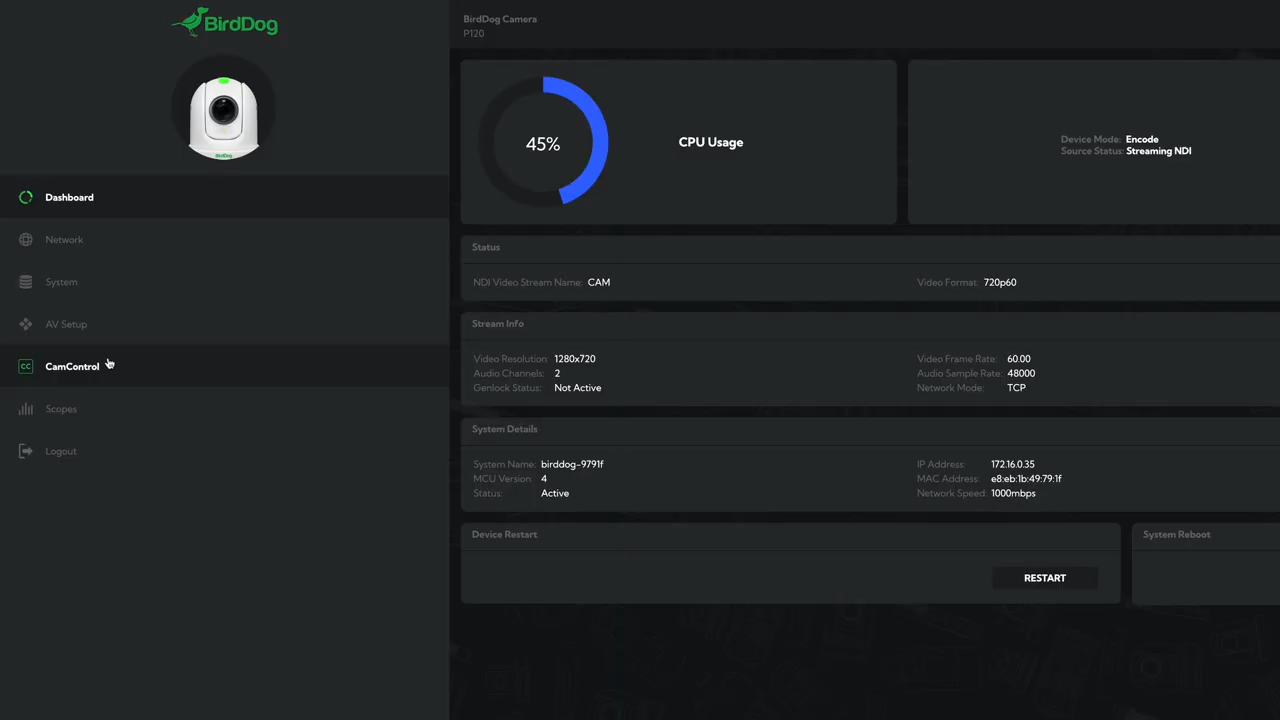 BirdDog
BirdDog
Dashboard
Network
System
AV Setup
CC CamControl
Scopes
Logout
BirdDog Camera
P120
45%
CPU Usage
Device Mode: Encode
Source Status: Streaming NDI
Status
NDI Video Stream Name: CAM
Video Format: 720p60
Stream Info
Video Resolution: 1280x720
Video Frame Rate: 60.00
Audio Channels: 2
Audio Sample Rate: 48000
Genlock Status: Not Active
Network Mode: TCP
System Details
System Name: birddog-9791f
IP Address: 172.16.0.35
MCU Version: 4
MAC Address: e8:eb:1b:49:79:1f
Status: Active
Network Speed: 1000mbps
Device Restart
System Reboot
RESTART